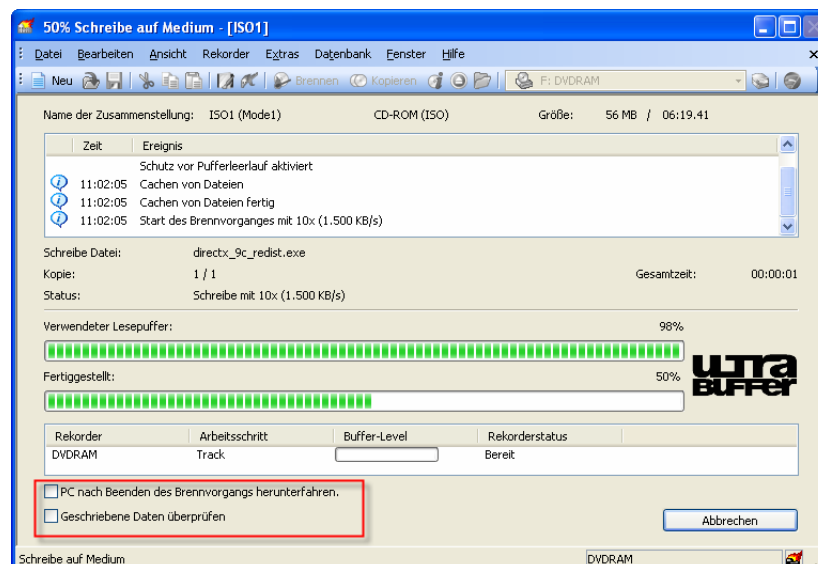 50% Schreibe auf Medium - [ISO1]
Datei Bearbeiten Ansicht Rekorder Extras Datenbank Fenster Hilfe
Neu Brennen Kopieren F: DVDRAM
Name der Zusammenstellung: ISO1 (Mode1) CD-ROM (ISO) Größe: 56 MB / 06:19.41
Zeit Ereignis
Schutz vor Pufferleerlauf aktiviert
11:02:05 Cachen von Dateien
11:02:05 Cachen von Dateien fertig
11:02:05 Start des Brennvorganges mit 10x (1.500 KB/s)
Schreibe Datei: directx_9c_redist.exe
Kopie: 1 / 1 Gesamtzeit: 00:00:01
Status: Schreibe mit 10x (1.500 KB/s)
Verwendeter Lesepuffer: 98%
Fertiggestellt: 50%
ULTRA
BUFFER
Rekorder Arbeitsschritt Buffer-Level Rekorderstatus
DVDRAM Track Bereit
PC nach Beenden des Brennvorgangs herunterfahren.
Geschriebene Daten überprüfen
Abbrechen
Schreibe auf Medium DVDRAM